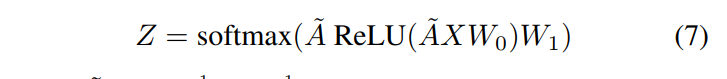 Z = softmax(Ã ReLU(ÃXW₀)W₁) (7)